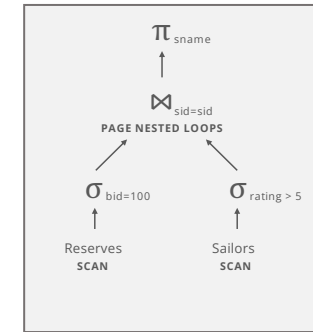 π sname
⋈ sid=sid
PAGE NESTED LOOPS
σ bid=100 σ rating > 5
Reserves Sailors
SCAN SCAN